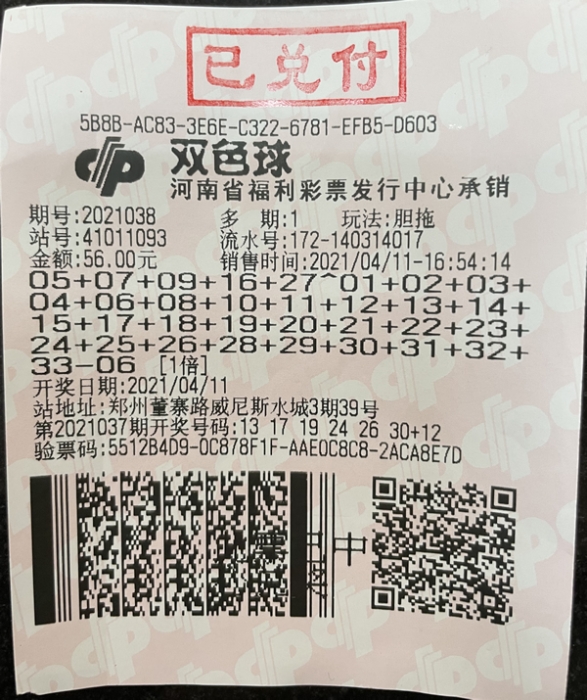 已兑付
5B8B-AC83-3E6E-C322-6781-EFB5-D603
双色球
河南省福利彩票发行中心承销
期号:2021038 多 期:1 玩法:胆拖
站号:41011093 流水号:172-140314017
金额:56.00元 销售时间:2021/04/11-16:54:14
05+07+09+16+27^01+02+03+
04+06+08+10+11+12+13+14+
15+17+18+19+20+21+22+23+
24+25+26+28+29+30+31+32+
33-06 [1倍]
开奖日期:2021/04/11
站地址:郑州董寨路威尼斯水城3期39号
第2021037期开奖号码:13 17 19 24 26 30+12
验票码:5512B4D9-0C878F1F-AAE0C8C8-2ACA8E7D
中